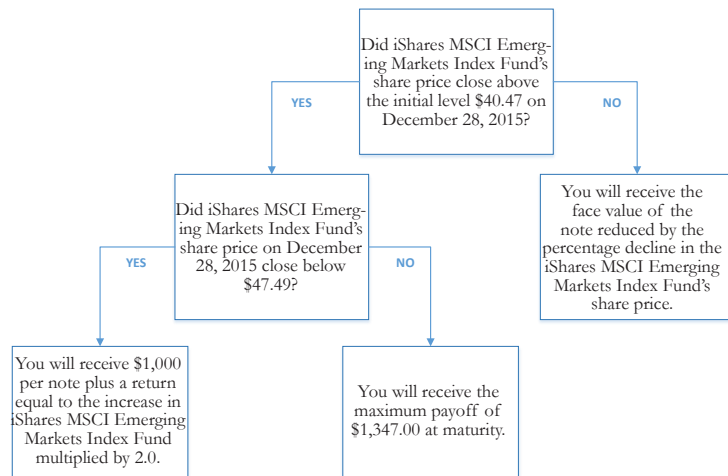 Did iShares MSCI Emerg-
ing Markets Index Fund's
share price close above
the initial level $40.47 on
December 28, 2015?
YES
NO
Did iShares MSCI Emerg-
ing Markets Index Fund's
share price on December
28, 2015 close below
$47.49?
You will receive the
face value of the
note reduced by the
percentage decline in the
iShares MSCI Emerging
Markets Index Fund's
share price.
YES
NO
You will receive $1,000
per note plus a return
equal to the increase in
iShares MSCI Emerging
Markets Index Fund
multiplied by 2.0.
You will receive the
maximum payoff of
$1,347.00 at maturity.